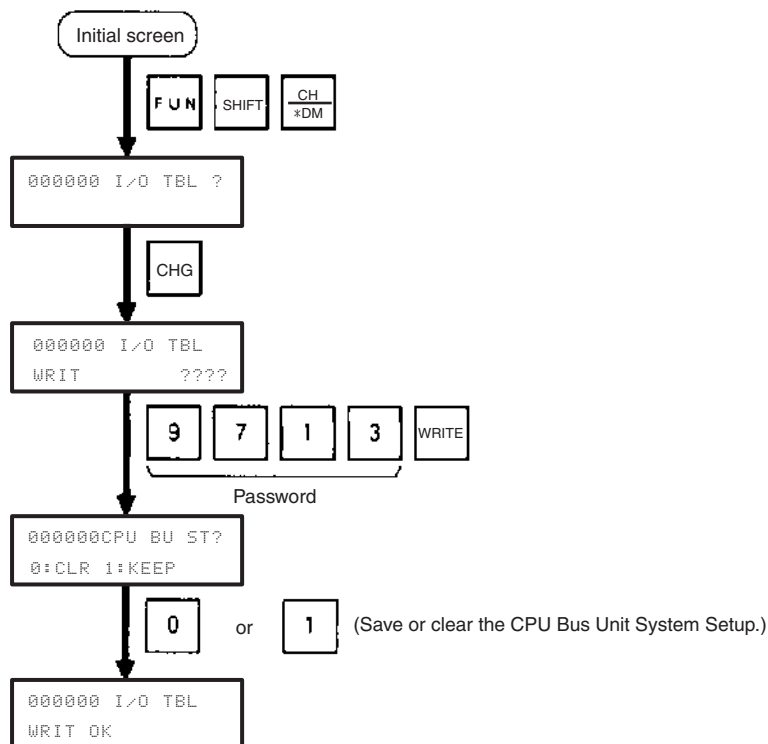 Initial screen
FUN SHIFT CH
*DM
000000 I/O TBL ?
CHG
000000 I/O TBL
WRIT ????
9 7 1 3 WRITE
Password
000000CPU BU ST?
0:CLR 1:KEEP
0 or 1 (Save or clear the CPU Bus Unit System Setup.)
000000 I/O TBL
WRIT OK